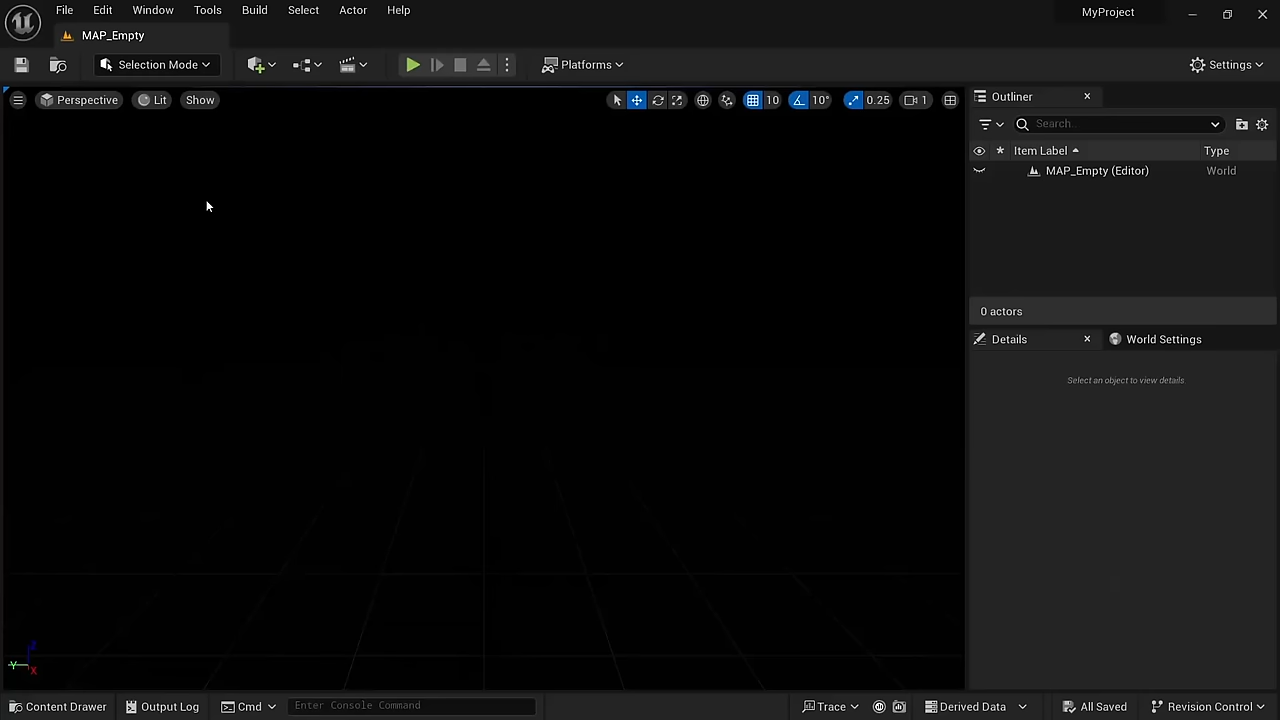 File Edit Window Tools Build Select Actor Help
MyProject
MAP_Empty
Selection Mode
Platforms
Settings
Perspective Lit Show
10 10° 0.25 1
Outliner
Search...
Item Label Type
MAP_Empty (Editor) World
0 actors
Details World Settings
Select an object to view details
Z
Y X
Content Drawer Output Log Cmd Enter Console Command Trace Derived Data All Saved Revision Control